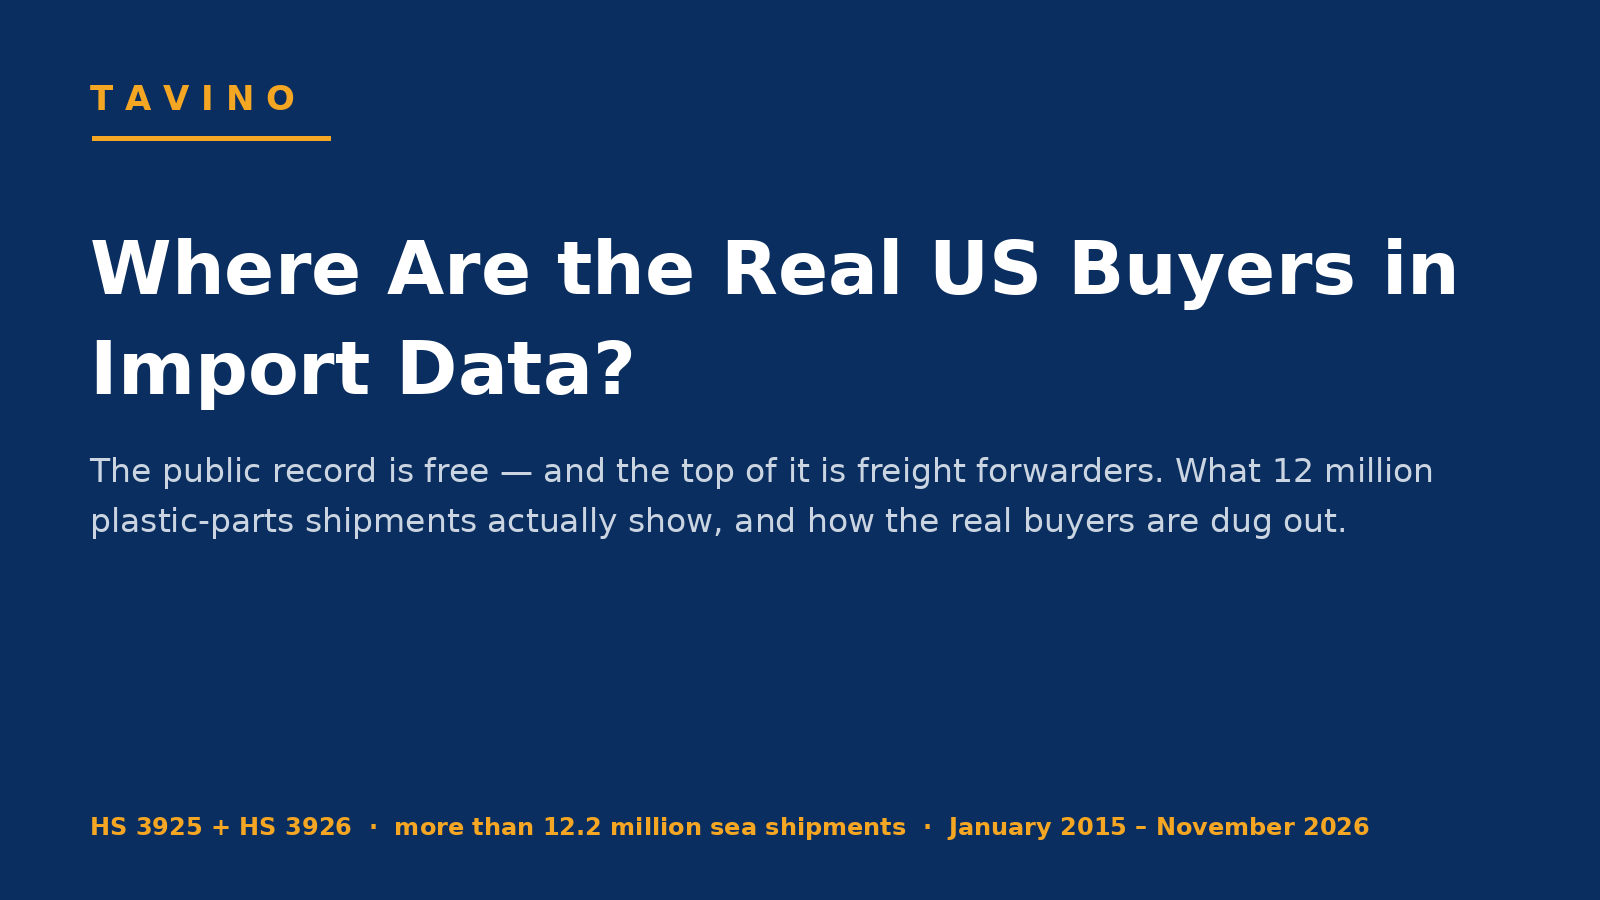 TAVINO
Where Are the Real US Buyers in
Import Data?
The public record is free — and the top of it is freight forwarders. What 12 million
plastic-parts shipments actually show, and how the real buyers are dug out.
HS 3925 + HS 3926 · more than 12.2 million sea shipments · January 2015 – November 2026